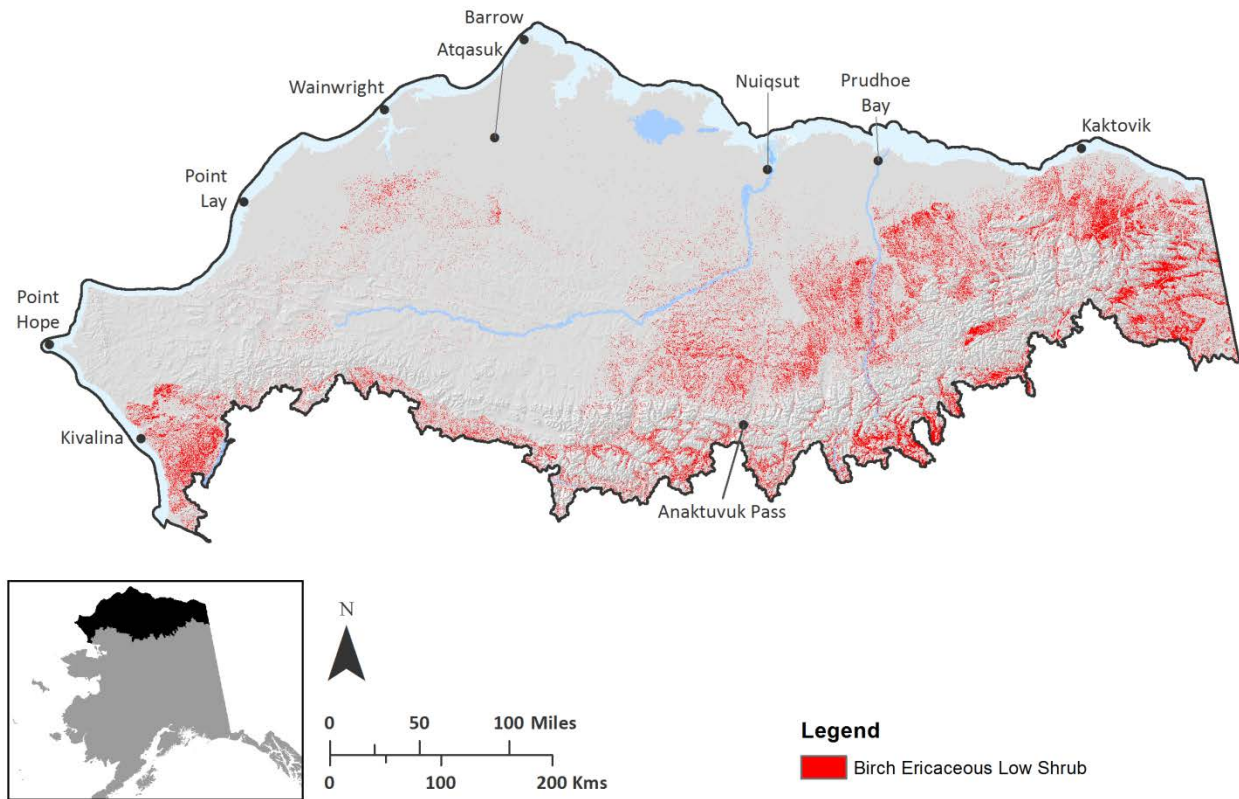 Barrow
Atqasuk
Wainwright
Nuiqsut
Prudhoe
Bay
Kaktovik
Point
Lay
Point
Hope
Kivalina
Anaktuvuk Pass
N
0 50 100 Miles
0 100 200 Kms
Legend
Birch Ericaceous Low Shrub